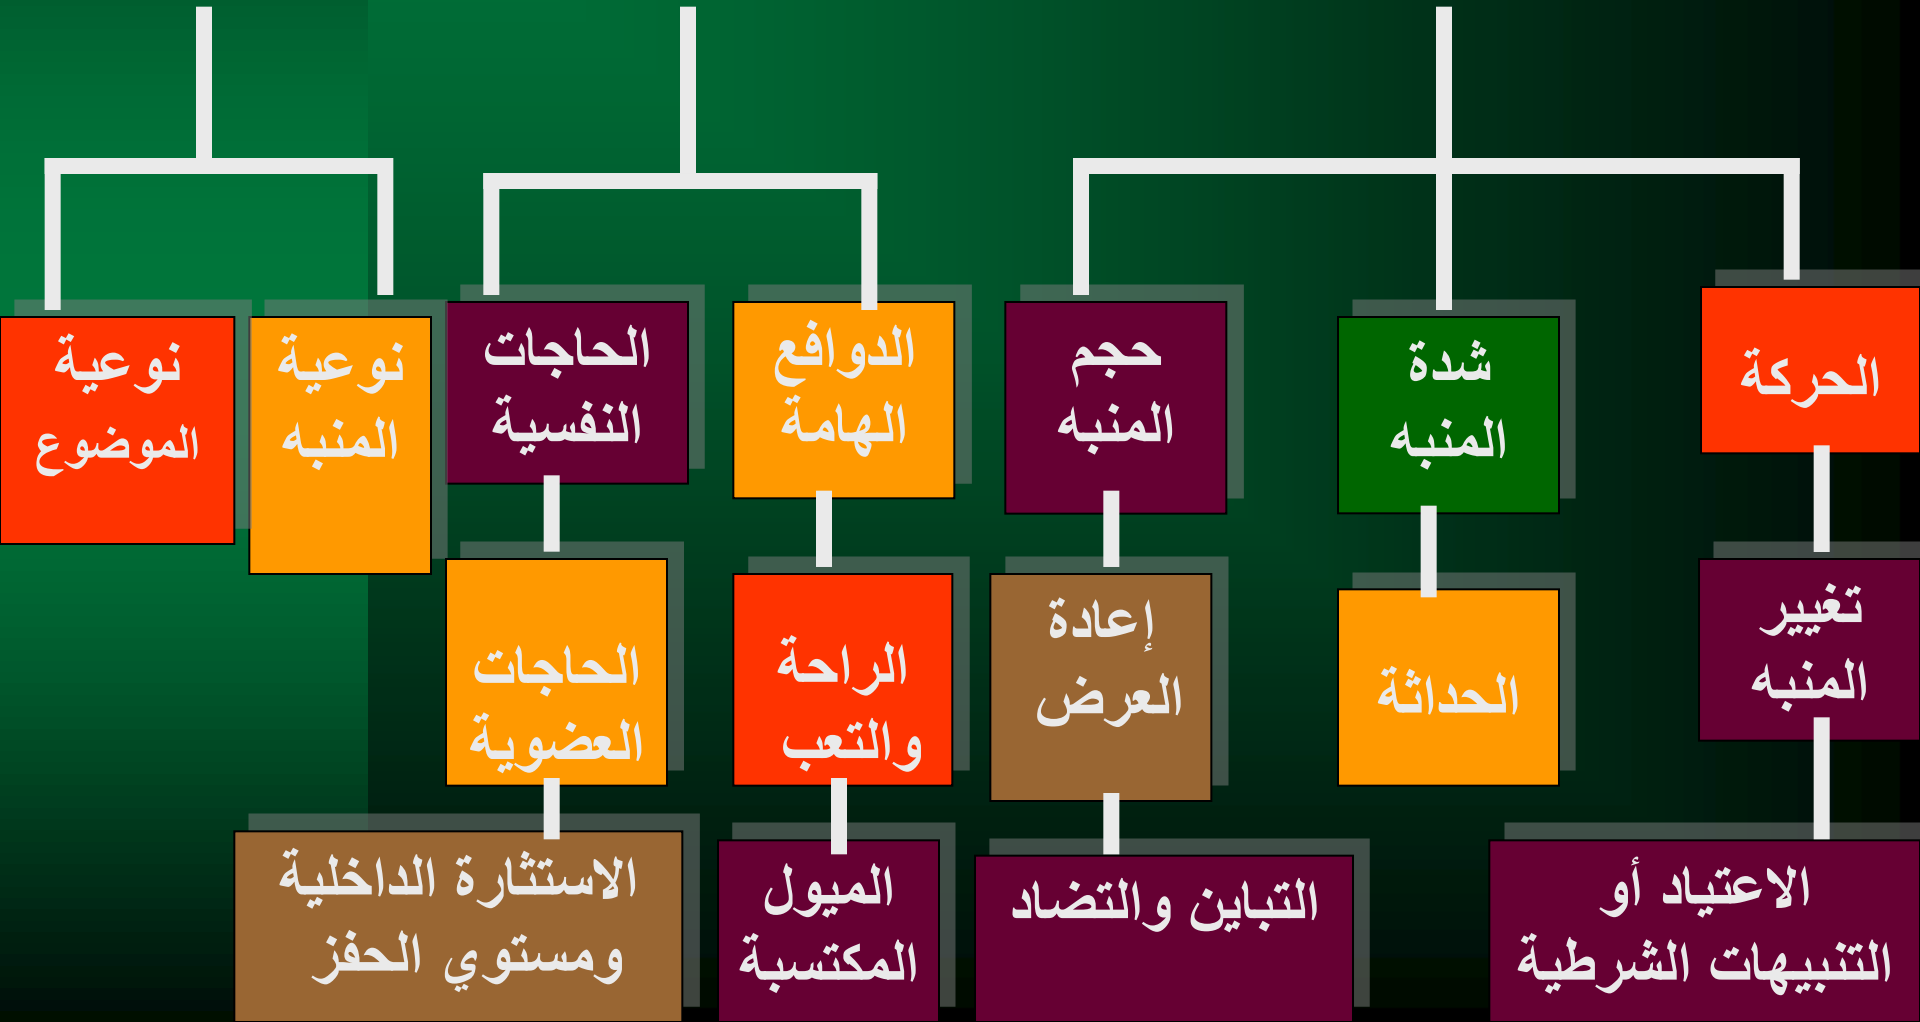 الحركة
شدة
المنبه
حجم
المنبه
الدوافع
الهامة
الحاجات
النفسية
نوعية
المنبه
نوعية
الموضوع
تغيير
المنبه
الحداثة
إعادة
العرض
الراحة
والتعب
الحاجات
العضوية
الاعتياد أو
التنبيهات الشرطية
التباين والتضاد
الميول
المكتسبة
الاستثارة الداخلية
ومستوي الحفز